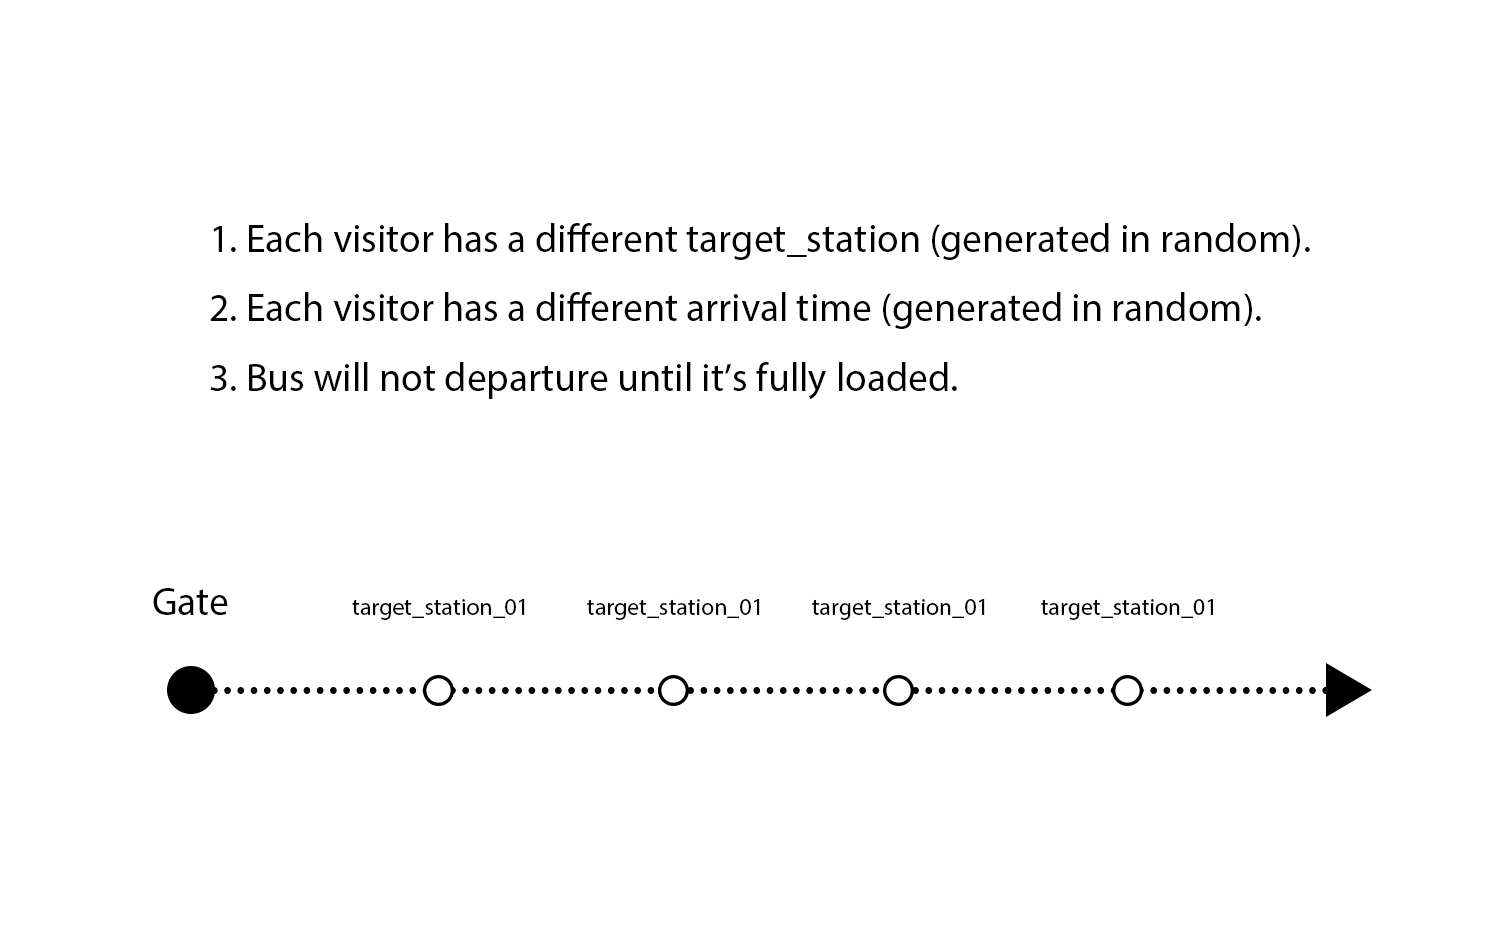 1. Each visitor has a different target_station (generated in random).
2. Each visitor has a different arrival time (generated in random).
3. Bus will not departure until it’s fully loaded.
Gate
target_station_01
target_station_01
target_station_01
target_station_01